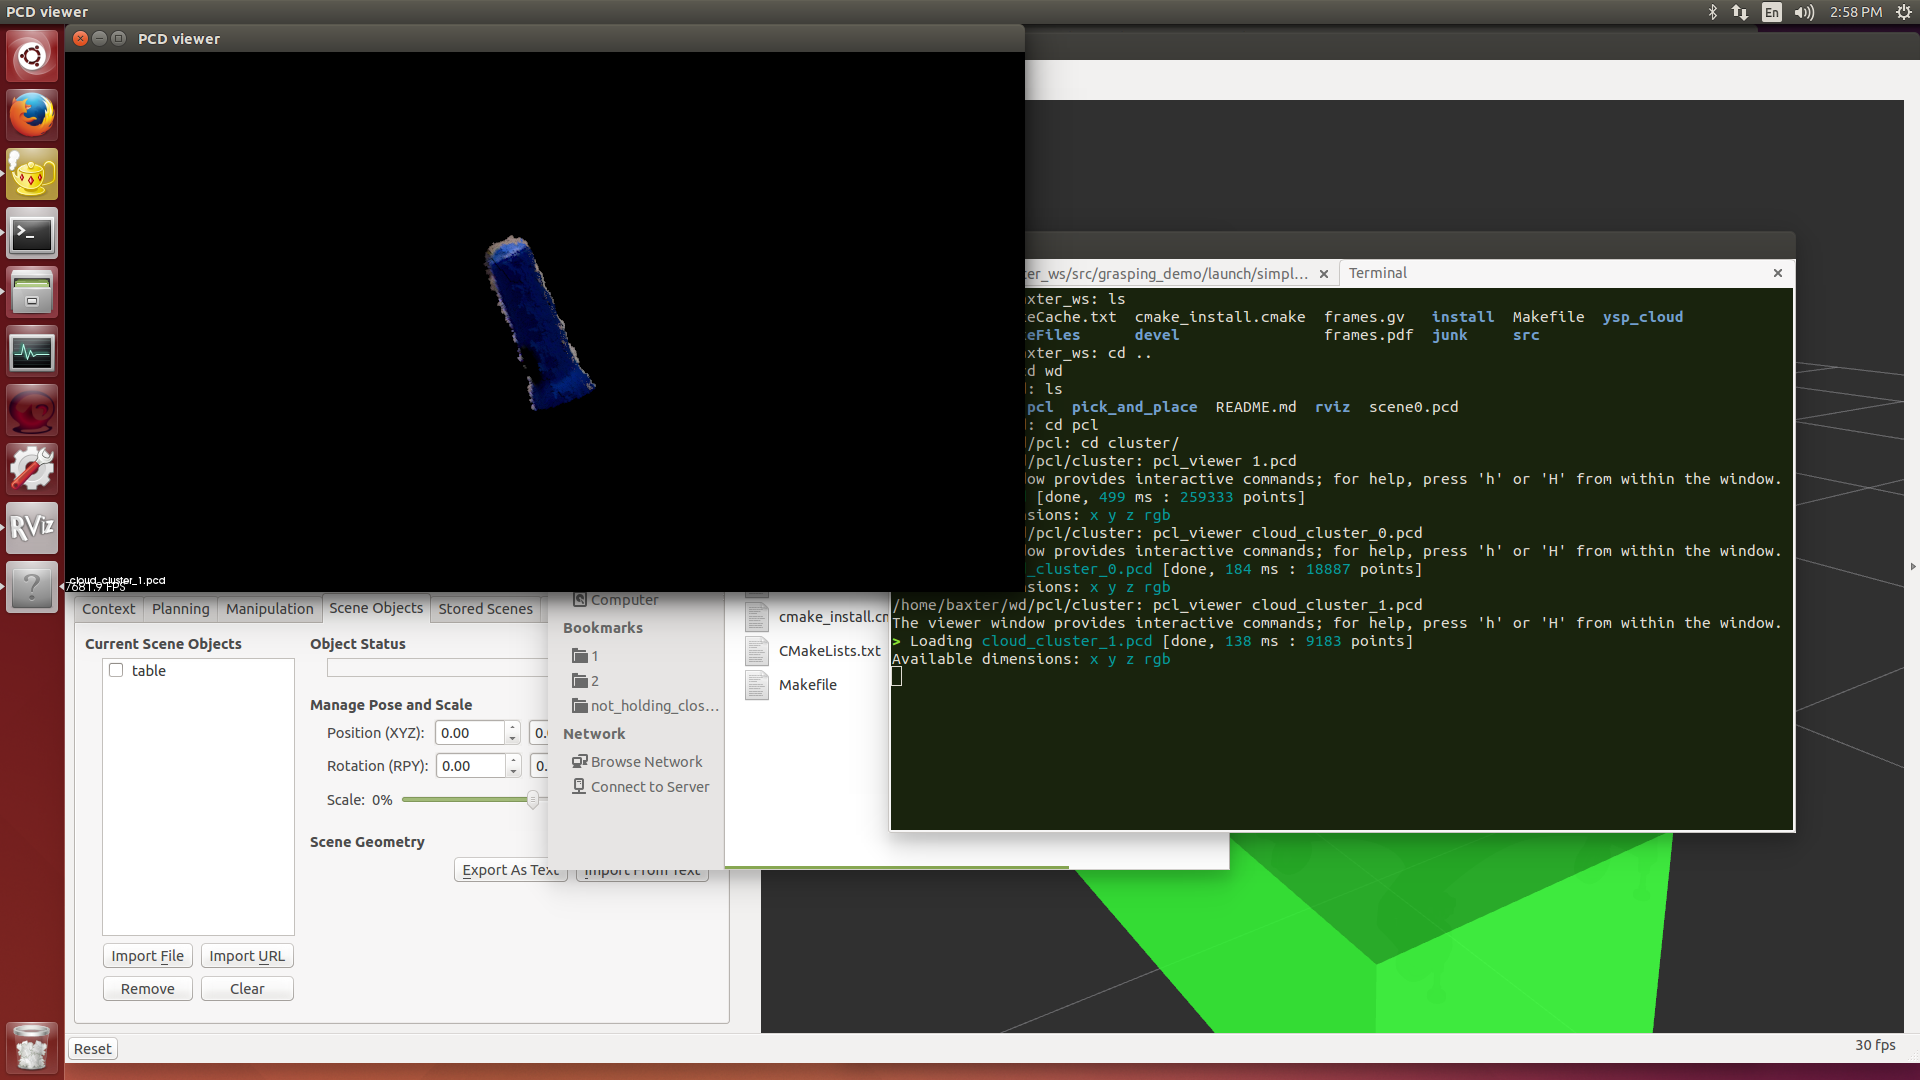 PCD viewer
En
2:58 PM
PCD viewer
cloud_cluster_1.pcd
7681.9 FPS
RViz
?
Context Planning Manipulation Scene Objects Stored Scenes
Current Scene Objects
table
Object Status
Manage Pose and Scale
Position (XYZ): 0.00 0.
Rotation (RPY): 0.00 0.
Scale: 0%
Scene Geometry
Export As Text Import From Text
Import File Import URL
Remove Clear
Reset
30 fps
Computer
Bookmarks
1
2
not_holding_clos...
Network
Browse Network
Connect to Server
cmake_install.cm
CMakeLists.txt
Makefile
ter_ws/src/grasping_demo/launch/simpl... × Terminal ×
xter_ws: ls
eCache.txt cmake_install.cmake frames.gv install Makefile ysp_cloud
eFiles devel frames.pdf junk src
xter_ws: cd ..
d wd
: ls
pcl pick_and_place README.md rviz scene0.pcd
: cd pcl
/pcl: cd cluster/
/pcl/cluster: pcl_viewer 1.pcd
ow provides interactive commands; for help, press 'h' or 'H' from within the window.
[done, 499 ms : 259333 points]
sions: x y z rgb
/pcl/cluster: pcl_viewer cloud_cluster_0.pcd
ow provides interactive commands; for help, press 'h' or 'H' from within the window.
_cluster_0.pcd [done, 184 ms : 18887 points]
sions: x y z rgb
/home/baxter/wd/pcl/cluster: pcl_viewer cloud_cluster_1.pcd
The viewer window provides interactive commands; for help, press 'h' or 'H' from within the window.
> Loading cloud_cluster_1.pcd [done, 138 ms : 9183 points]
Available dimensions: x y z rgb